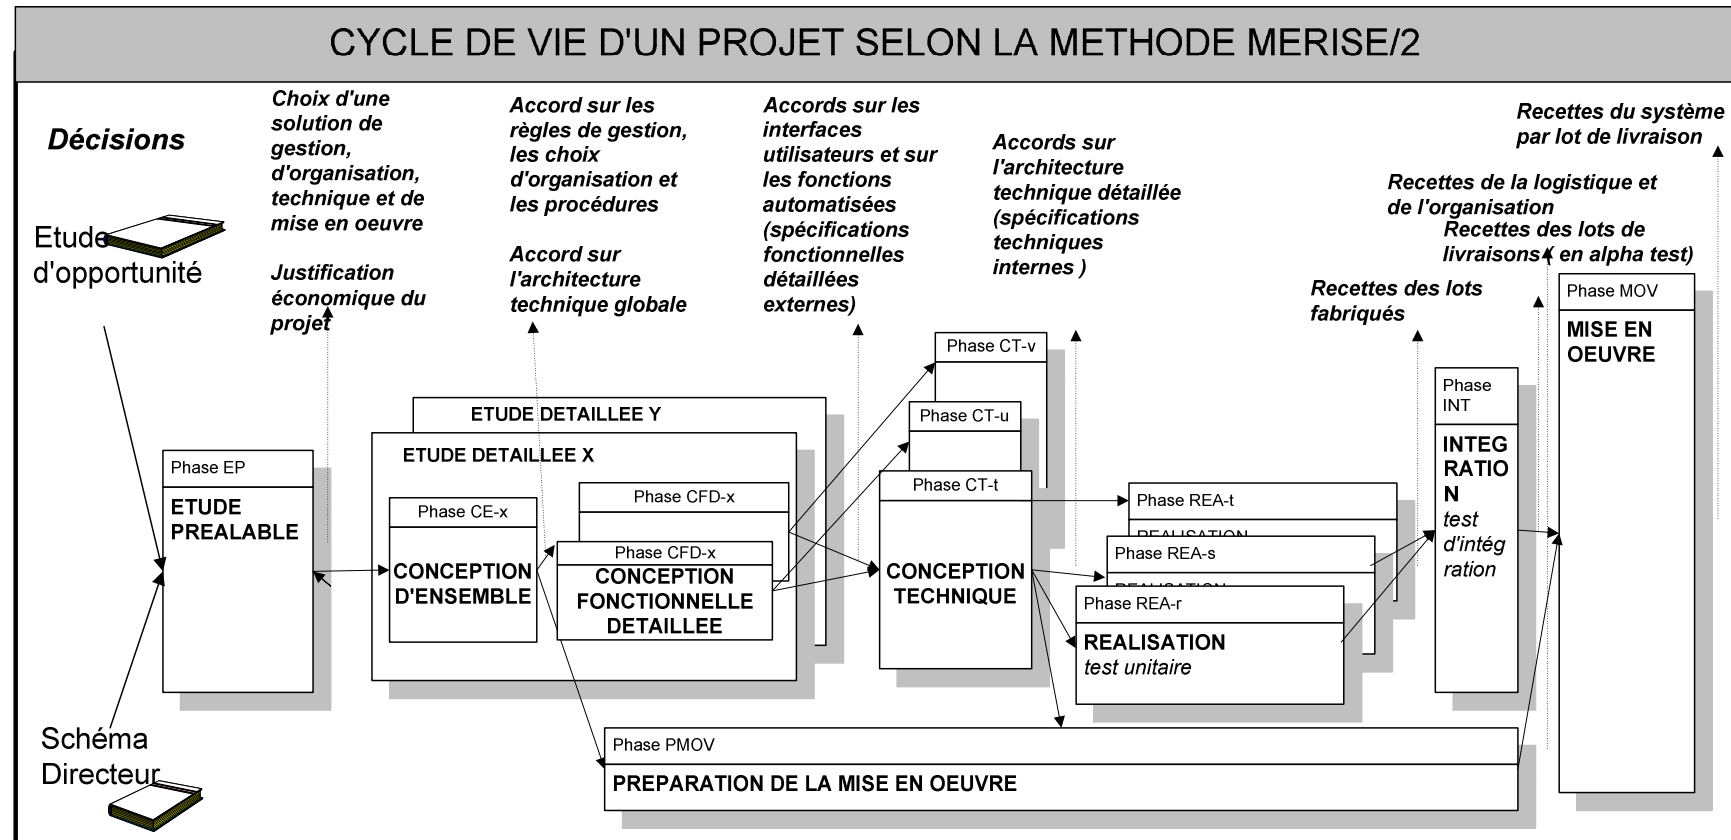 CYCLE DE VIE D'UN PROJET SELON LA METHODE MERISE/2
Décisions
Choix d'une
solution de
gestion,
d'organisation,
technique et de
mise en oeuvre
Justification
économique du
projet
Accord sur les
règles de gestion,
les choix
d'organisation et
les procédures
Accord sur
l'architecture
technique globale
Accords sur les
interfaces
utilisateurs et sur
les fonctions
automatisées
(spécifications
fonctionnelles
détaillées
externes)
Accords sur
l'architecture
technique détaillée
(spécifications
techniques
internes )
Recettes des lots
fabriqués
Recettes de la logistique et
de l'organisation
Recettes des lots de
livraisons ( en alpha test)
Recettes du système
par lot de livraison
Etude
d'opportunité
Schéma
Directeur
Phase EP
ETUDE
PREALABLE
ETUDE DETAILLEE Y
ETUDE DETAILLEE X
Phase CE-x
CONCEPTION
D'ENSEMBLE
Phase CFD-x
Phase CFD-x
CONCEPTION
FONCTIONNELLE
DETAILLEE
Phase CT-v
Phase CT-u
Phase CT-t
CONCEPTION
TECHNIQUE
Phase REA-t
REALISATION
Phase REA-s
REALISATION
Phase REA-r
REALISATION
test unitaire
Phase
INT
INTEG
RATIO
N
test
d'intég
ration
Phase MOV
MISE EN
OEUVRE
Phase PMOV
PREPARATION DE LA MISE EN OEUVRE